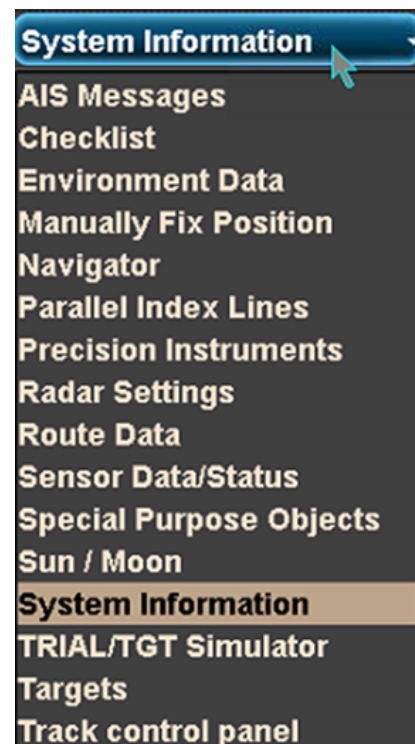 System Information
AIS Messages
Checklist
Environment Data
Manually Fix Position
Navigator
Parallel Index Lines
Precision Instruments
Radar Settings
Route Data
Sensor Data/Status
Special Purpose Objects
Sun / Moon
System Information
TRIAL/TGT Simulator
Targets
Track control panel